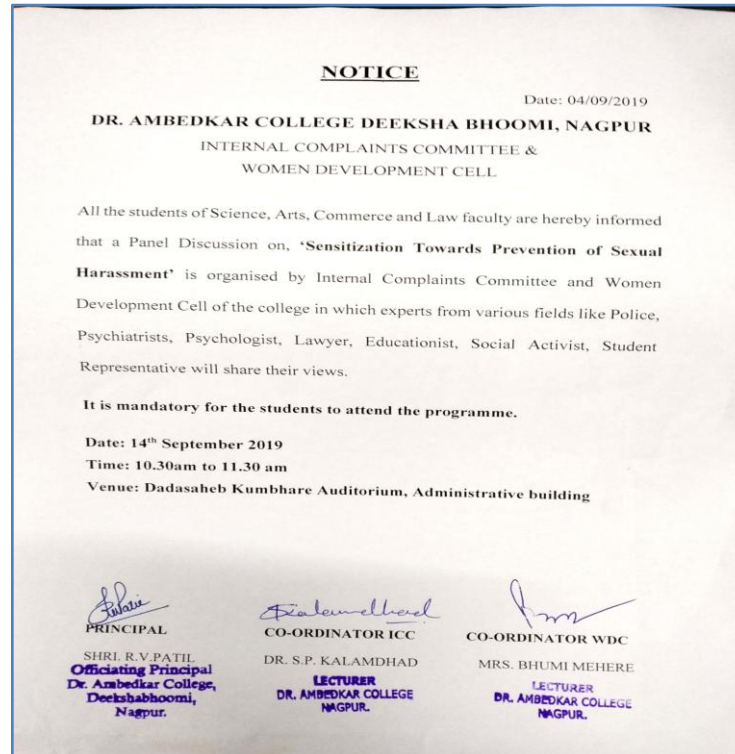 NOTICE
Date: 04/09/2019
DR. AMBEDKAR COLLEGE DEEKSHA BHOOMI, NAGPUR
INTERNAL COMPLAINTS COMMITTEE &
WOMEN DEVELOPMENT CELL
All the students of Science, Arts, Commerce and Law faculty are hereby informed
that a Panel Discussion on, ‘Sensitization Towards Prevention of Sexual
Harassment’ is organised by Internal Complaints Committee and Women
Development Cell of the college in which experts from various fields like Police,
Psychiatrists, Psychologist, Lawyer, Educationist, Social Activist, Student
Representative will share their views.
It is mandatory for the students to attend the programme.
Date: 14th September 2019
Time: 10.30am to 11.30 am
Venue: Dadasaheb Kumbhare Auditorium, Administrative building
PRINCIPAL
SHRI. R.V.PATIL
Officiating Principal
Dr. Ambedkar College,
Deekshabhoomi,
Nagpur.
CO-ORDINATOR ICC
DR. S.P. KALAMDHAD
LECTURER
DR. AMBEDKAR COLLEGE
NAGPUR.
CO-ORDINATOR WDC
MRS. BHUMI MEHERE
LECTURER
DR. AMBEDKAR COLLEGE
NAGPUR.